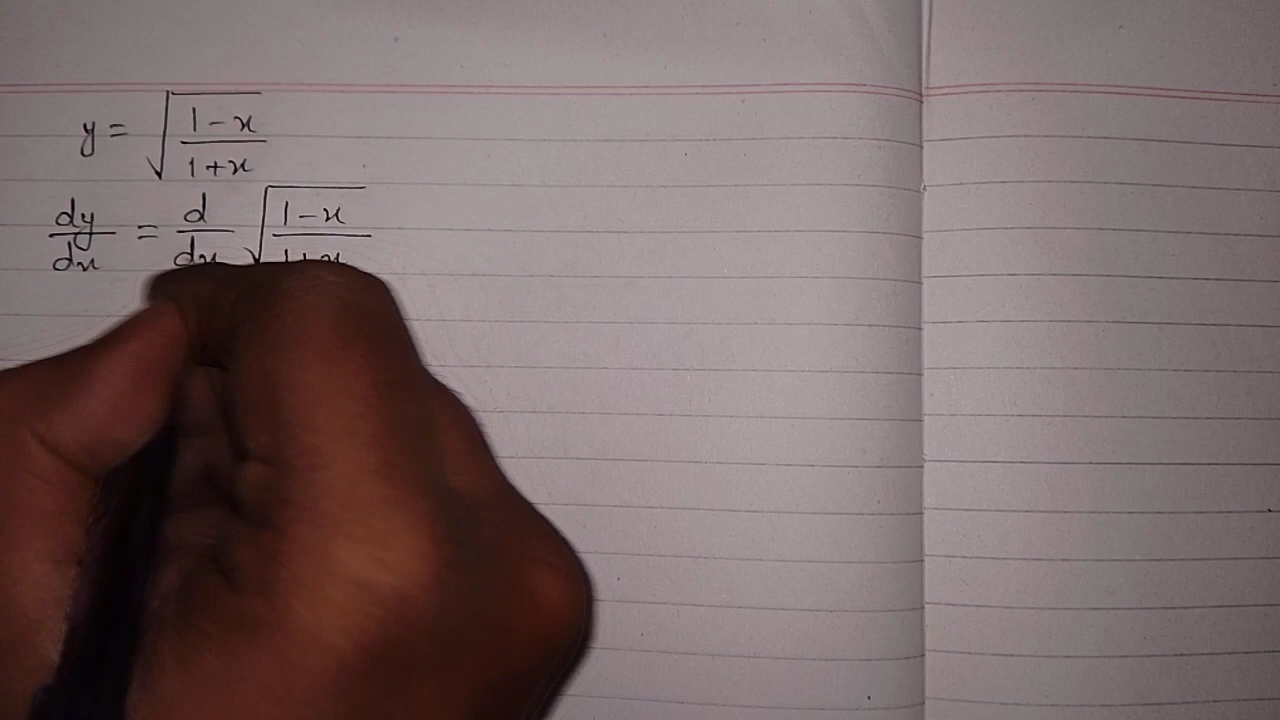 y = √((1-x)/(1+x))
dy/dx = d/dx √((1-x)/(1+x))